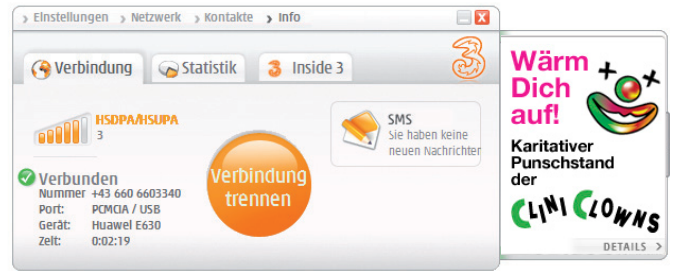 Einstellungen Netzwerk Kontakte Info
Verbindung Statistik 3 Inside 3
3
HSDPA/HSUPA
3
SMS
Sie haben keine
neuen Nachrichten
Verbindung
trennen
Verbunden
Nummer +43 660 6603340
Port: PCMCIA / USB
Gerät: Huawei E630
Zeit: 0:02:19
Wärm
Dich
auf!
Karitativer
Punschstand
der
CLINI CLOWNS
DETAILS >